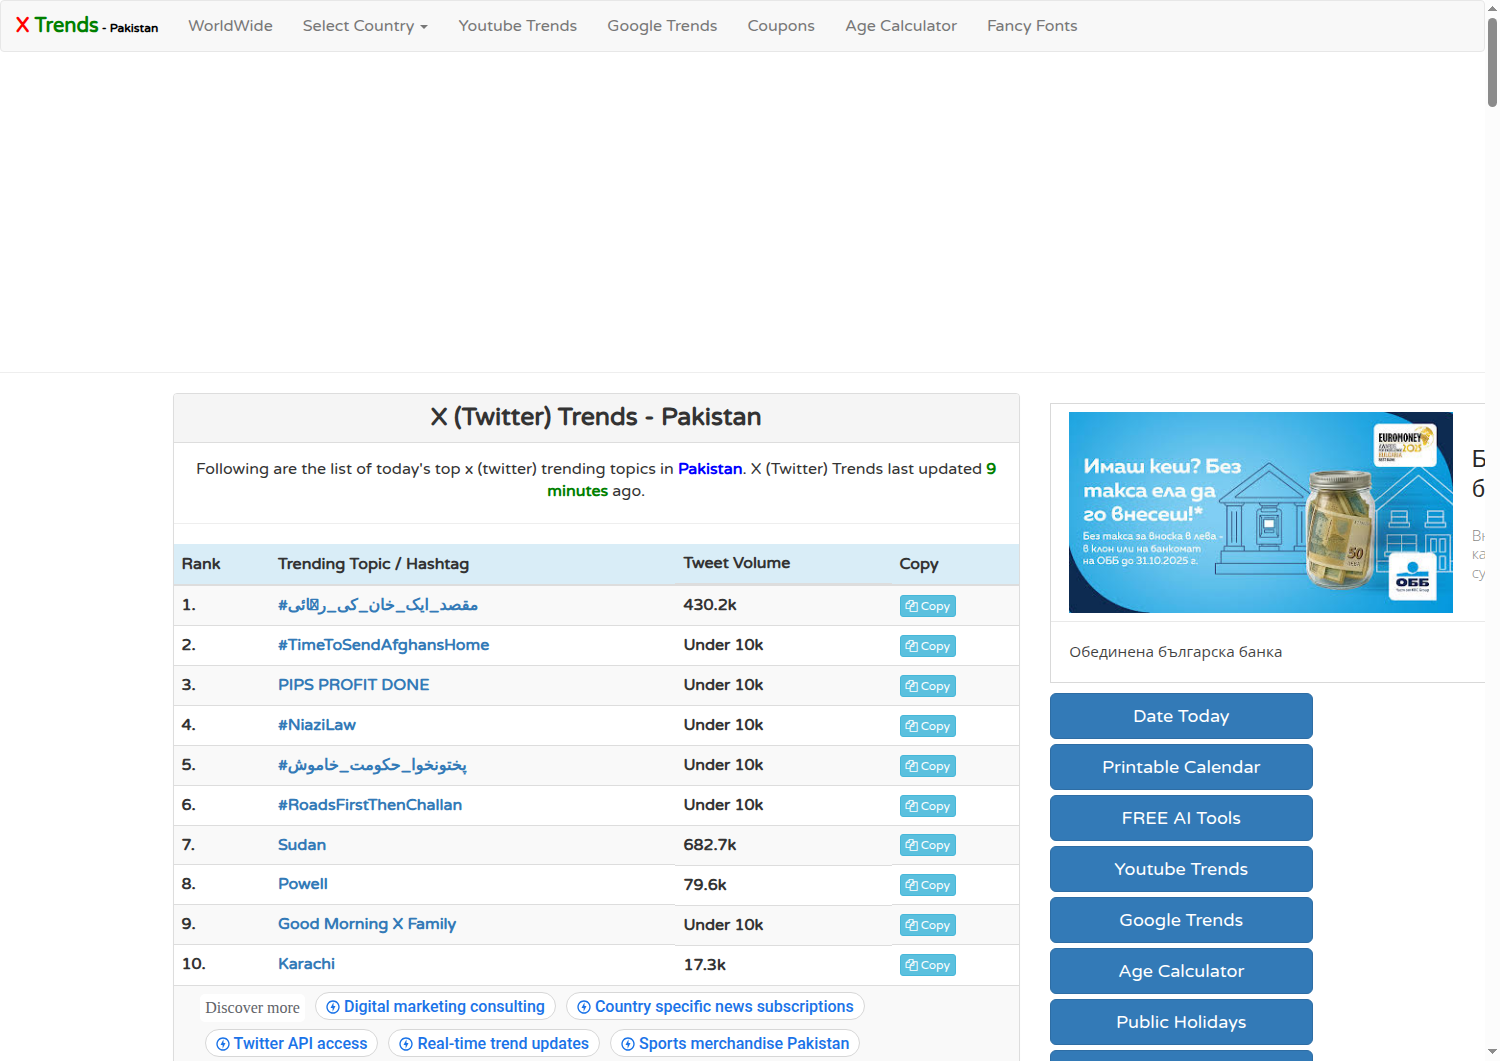 X Trends - Pakistan WorldWide Select Country Youtube Trends Google Trends Coupons Age Calculator Fancy Fonts
X (Twitter) Trends - Pakistan
Following are the list of today's top x (twitter) trending topics in Pakistan. X (Twitter) Trends last updated 9
minutes ago.
Rank Trending Topic / Hashtag Tweet Volume Copy
1. 430.2k Copy
2. #TimeToSendAfghansHome Under 10k Copy
3. PIPS PROFIT DONE Under 10k Copy
4. #NiaziLaw Under 10k Copy
5. #پختونخوا_حکومت_خاموش Under 10k Copy
6. #RoadsFirstThenChallan Under 10k Copy
7. Sudan 682.7k Copy
8. Powell 79.6k Copy
9. Good Morning X Family Under 10k Copy
10. Karachi 17.3k Copy
Discover more Digital marketing consulting Country specific news subscriptions
Twitter API access Real-time trend updates Sports merchandise Pakistan
EUROMONEY
AWARDS FOR EXCELLENCE
2025
Имаш кеш? Без
такса ела да
го внесеш!*
Без такса за вноска в лева -
в клон или на банкомат
на ОББ до 31.10.2025 г.
50
ЛЕВА
ОББ
Обединена българска банка
Date Today
Printable Calendar
FREE AI Tools
Youtube Trends
Google Trends
Age Calculator
Public Holidays